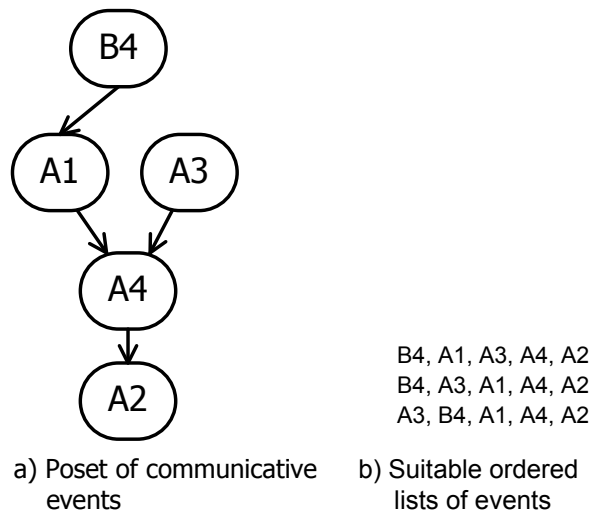 B4
A1
A3
A4
A2
B4, A1, A3, A4, A2
B4, A3, A1, A4, A2
A3, B4, A1, A4, A2
a) Poset of communicative
events
b) Suitable ordered
lists of events